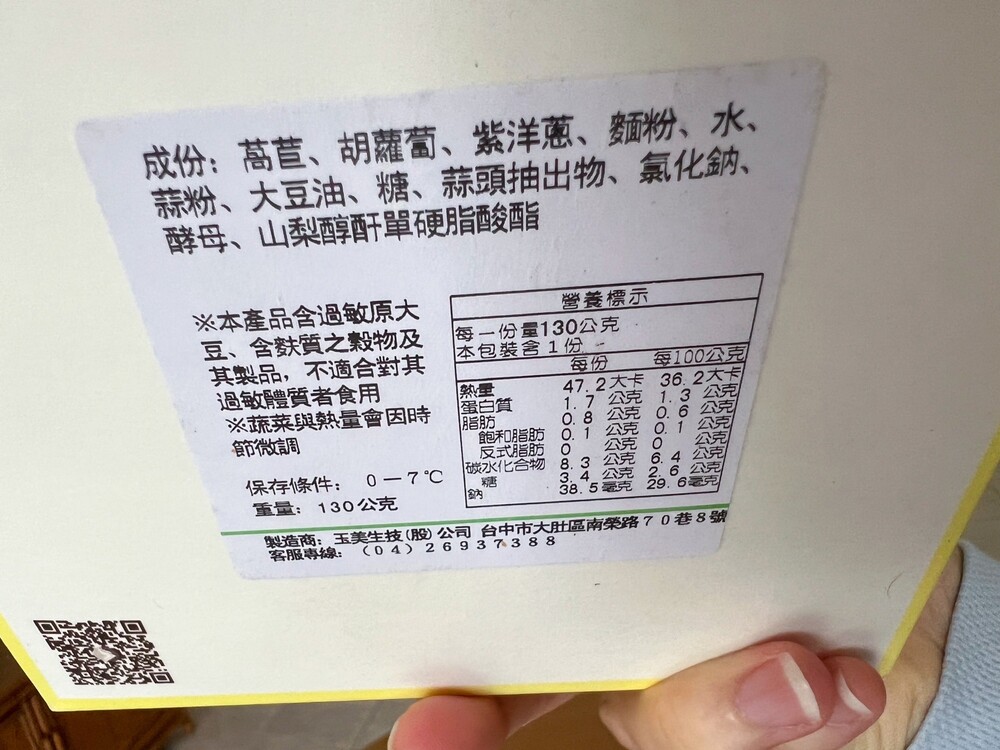 成份：萵苣、胡蘿蔔、紫洋蔥、麵粉、水、
蒜粉、大豆油、糖、蒜頭抽出物、氯化鈉、
酵母、山梨醇酐單硬脂酸酯
※本產品含過敏原大
豆、含麩質之穀物及
其製品，不適合對其
過敏體質者食用
※蔬菜與熱量會因時
節微調
保存條件： 0－7℃
重量：130公克
營養標示
每一份量130公克
本包裝含1份
每份 每100公克
熱量 47.2大卡 36.2大卡
蛋白質 1.7 公克 1.3 公克
脂肪 0.8 公克 0.6 公克
飽和脂肪 0.1 公克 0.1 公克
反式脂肪 0 公克 0 公克
碳水化合物 8.3 公克 6.4 公克
糖 3.4 公克 2.6 公克
鈉 38.5毫克 29.6毫克
製造商：玉美生技(股)公司 台中市大肚區南榮路70巷8號
客服專線：（04）26937388